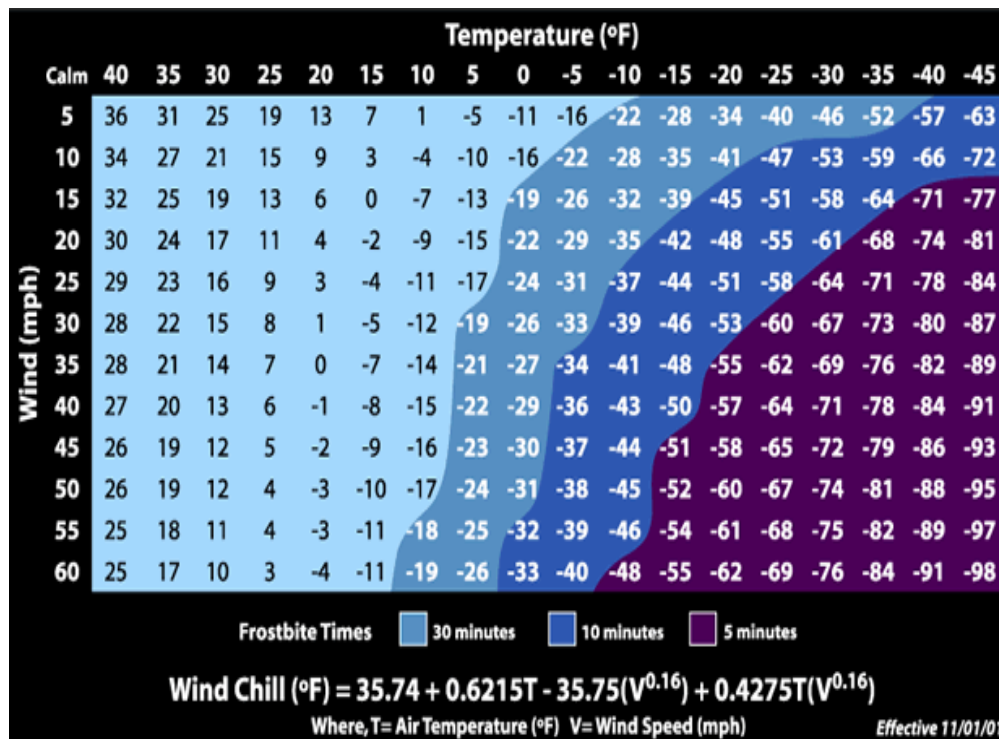 Temperature (ºF)
Calm 40 35 30 25 20 15 10 5 0 -5 -10 -15 -20 -25 -30 -35 -40 -45
5 36 31 25 19 13 7 1 -5 -11 -16 -22 -28 -34 -40 -46 -52 -57 -63
10 34 27 21 15 9 3 -4 -10 -16 -22 -28 -35 -41 -47 -53 -59 -66 -72
15 32 25 19 13 6 0 -7 -13 -19 -26 -32 -39 -45 -51 -58 -64 -71 -77
20 30 24 17 11 4 -2 -9 -15 -22 -29 -35 -42 -48 -55 -61 -68 -74 -81
25 29 23 16 9 3 -4 -11 -17 -24 -31 -37 -44 -51 -58 -64 -71 -78 -84
30 28 22 15 8 1 -5 -12 -19 -26 -33 -39 -46 -53 -60 -67 -73 -80 -87
35 28 21 14 7 0 -7 -14 -21 -27 -34 -41 -48 -55 -62 -69 -76 -82 -89
40 27 20 13 6 -1 -8 -15 -22 -29 -36 -43 -50 -57 -64 -71 -78 -84 -91
45 26 19 12 5 -2 -9 -16 -23 -30 -37 -44 -51 -58 -65 -72 -79 -86 -93
50 26 19 12 4 -3 -10 -17 -24 -31 -38 -45 -52 -60 -67 -74 -81 -88 -95
55 25 18 11 4 -3 -11 -18 -25 -32 -39 -46 -54 -61 -68 -75 -82 -89 -97
60 25 17 10 3 -4 -11 -19 -26 -33 -40 -48 -55 -62 -69 -76 -84 -91 -98
Wind (mph)
Frostbite Times 30 minutes 10 minutes 5 minutes
Wind Chill (ºF) = 35.74 + 0.6215T - 35.75(V^0.16) + 0.4275T(V^0.16)
Where, T= Air Temperature (ºF) V= Wind Speed (mph) Effective 11/01/01